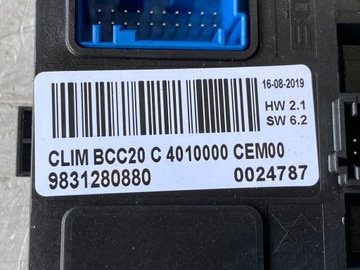 16-08-2019
HW 2.1
SW 6.2
CLIM BCC20 C 4010000 CEM00
9831280880 0024787